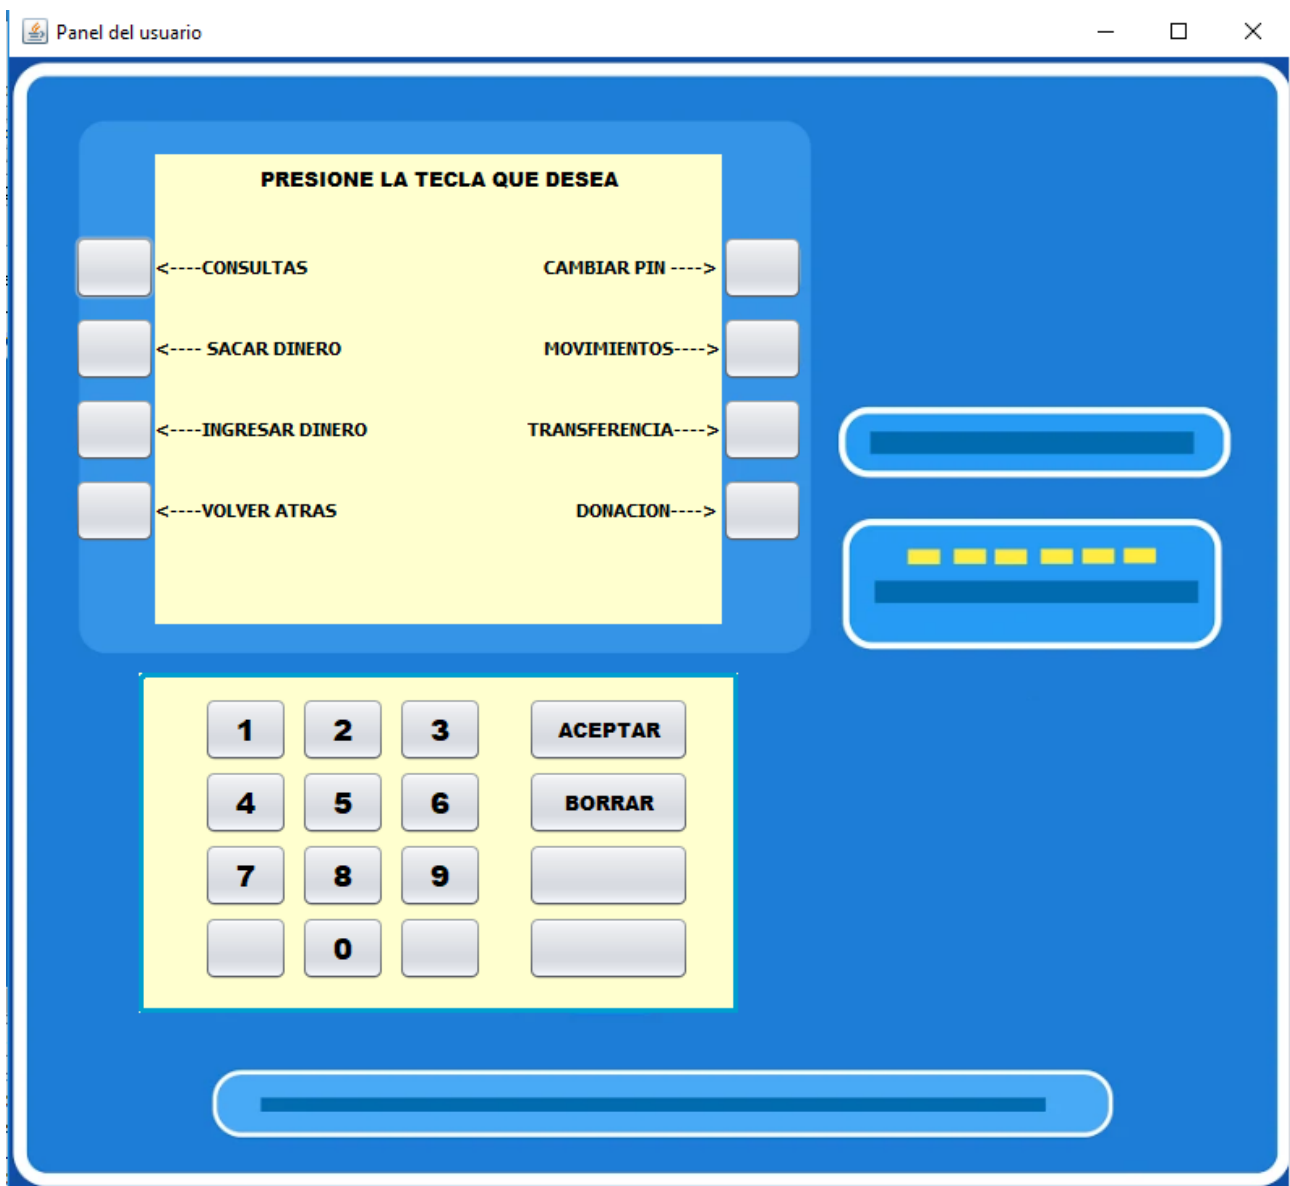 Panel del usuario
PRESIONE LA TECLA QUE DESEA
<----CONSULTAS CAMBIAR PIN ---->
<---- SACAR DINERO MOVIMIENTOS---->
<----INGRESAR DINERO TRANSFERENCIA---->
<----VOLVER ATRAS DONACION---->
1 2 3 ACEPTAR
4 5 6 BORRAR
7 8 9
0